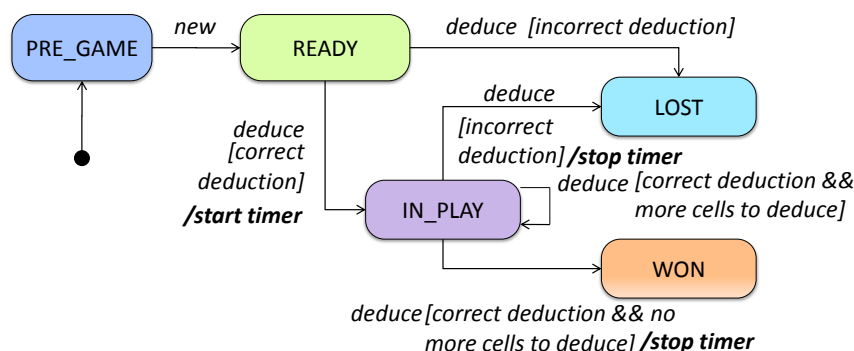 new
deduce [incorrect deduction]
PRE_GAME
READY
deduce
LOST
deduce
[correct
deduction]
/start timer
[incorrect
deduction]/stop timer
deduce [correct deduction &&
more cells to deduce]
IN_PLAY
WON
deduce[correct deduction && no
more cells to deduce] /stop timer